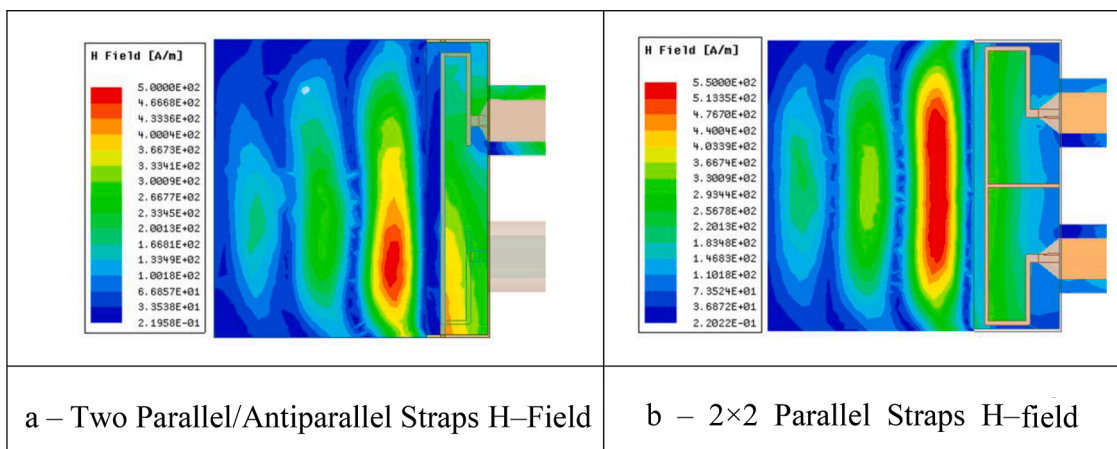 H Field [A/m]
5.0000E+02
4.6668E+02
4.3336E+02
4.0004E+02
3.6673E+02
3.3341E+02
3.0009E+02
2.6677E+02
2.3345E+02
2.0013E+02
1.6681E+02
1.3349E+02
1.0018E+02
6.6857E+01
3.3538E+01
2.1958E-01
H Field [A/m]
5.5000E+02
5.1335E+02
4.7670E+02
4.4004E+02
4.0339E+02
3.6674E+02
3.3009E+02
2.9344E+02
2.5678E+02
2.2013E+02
1.8348E+02
1.4683E+02
1.1018E+02
7.3524E+01
3.6872E+01
2.2022E-01
a – Two Parallel/Antiparallel Straps H–Field
b – 2×2 Parallel Straps H–field